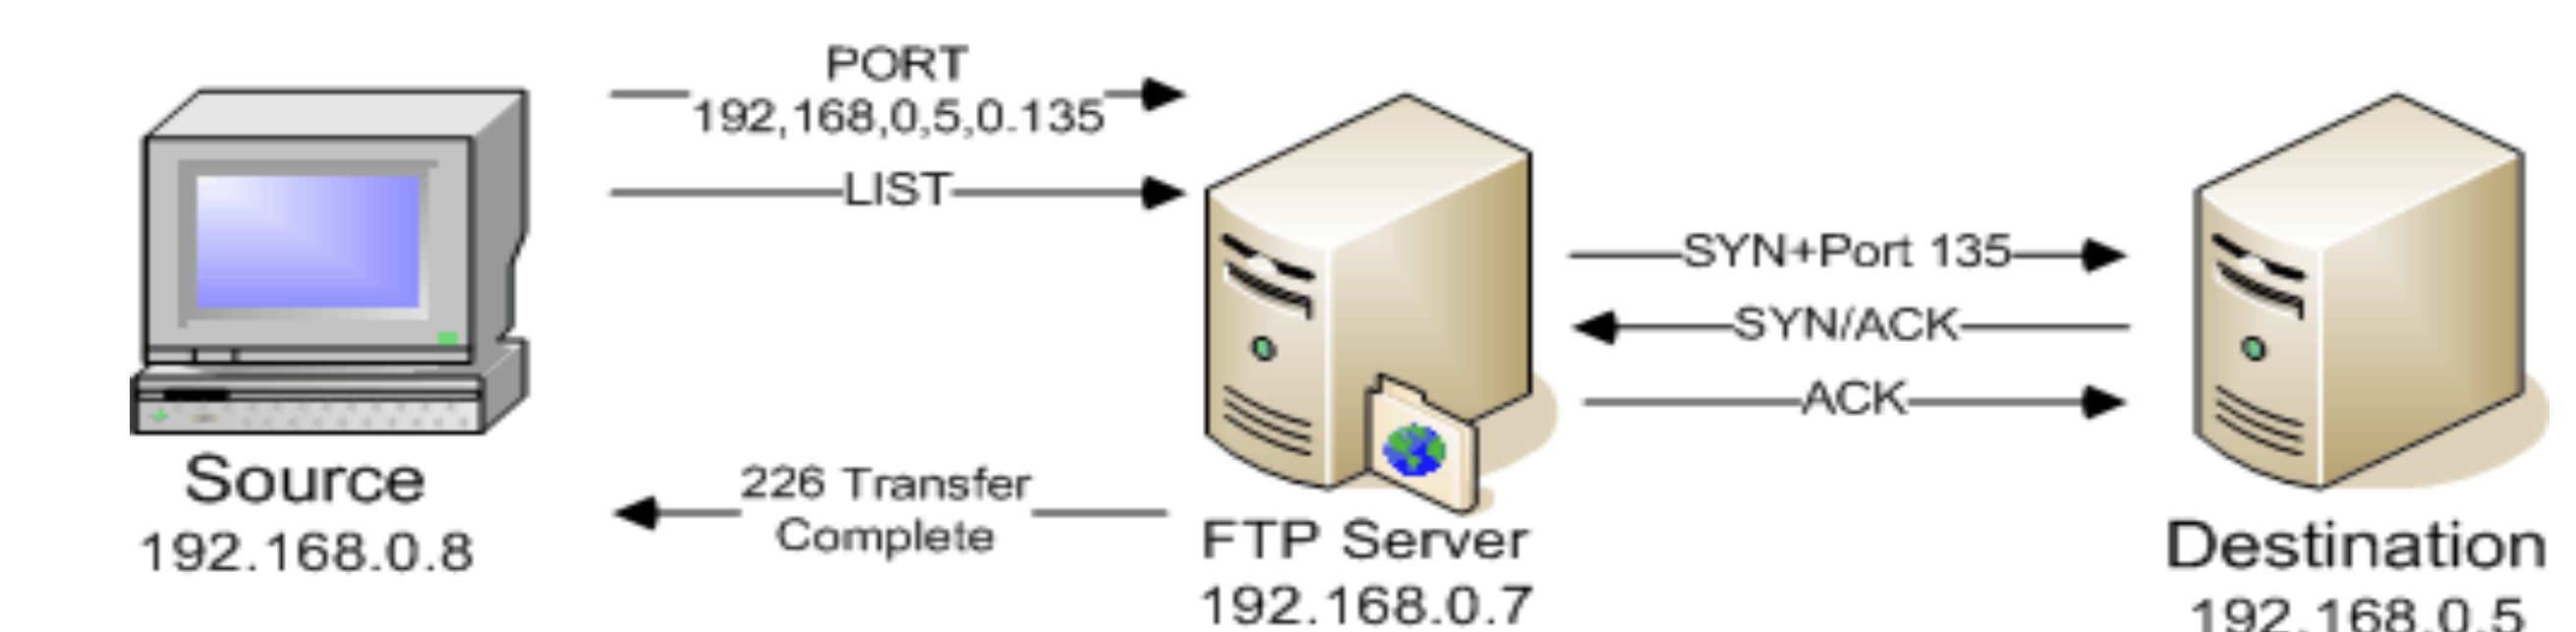 PORT
192,168,0,5,0.135
LIST
SYN+Port 135
SYN/ACK
ACK
226 Transfer
Complete
Source
192.168.0.8
FTP Server
192.168.0.7
Destination
192.168.0.5